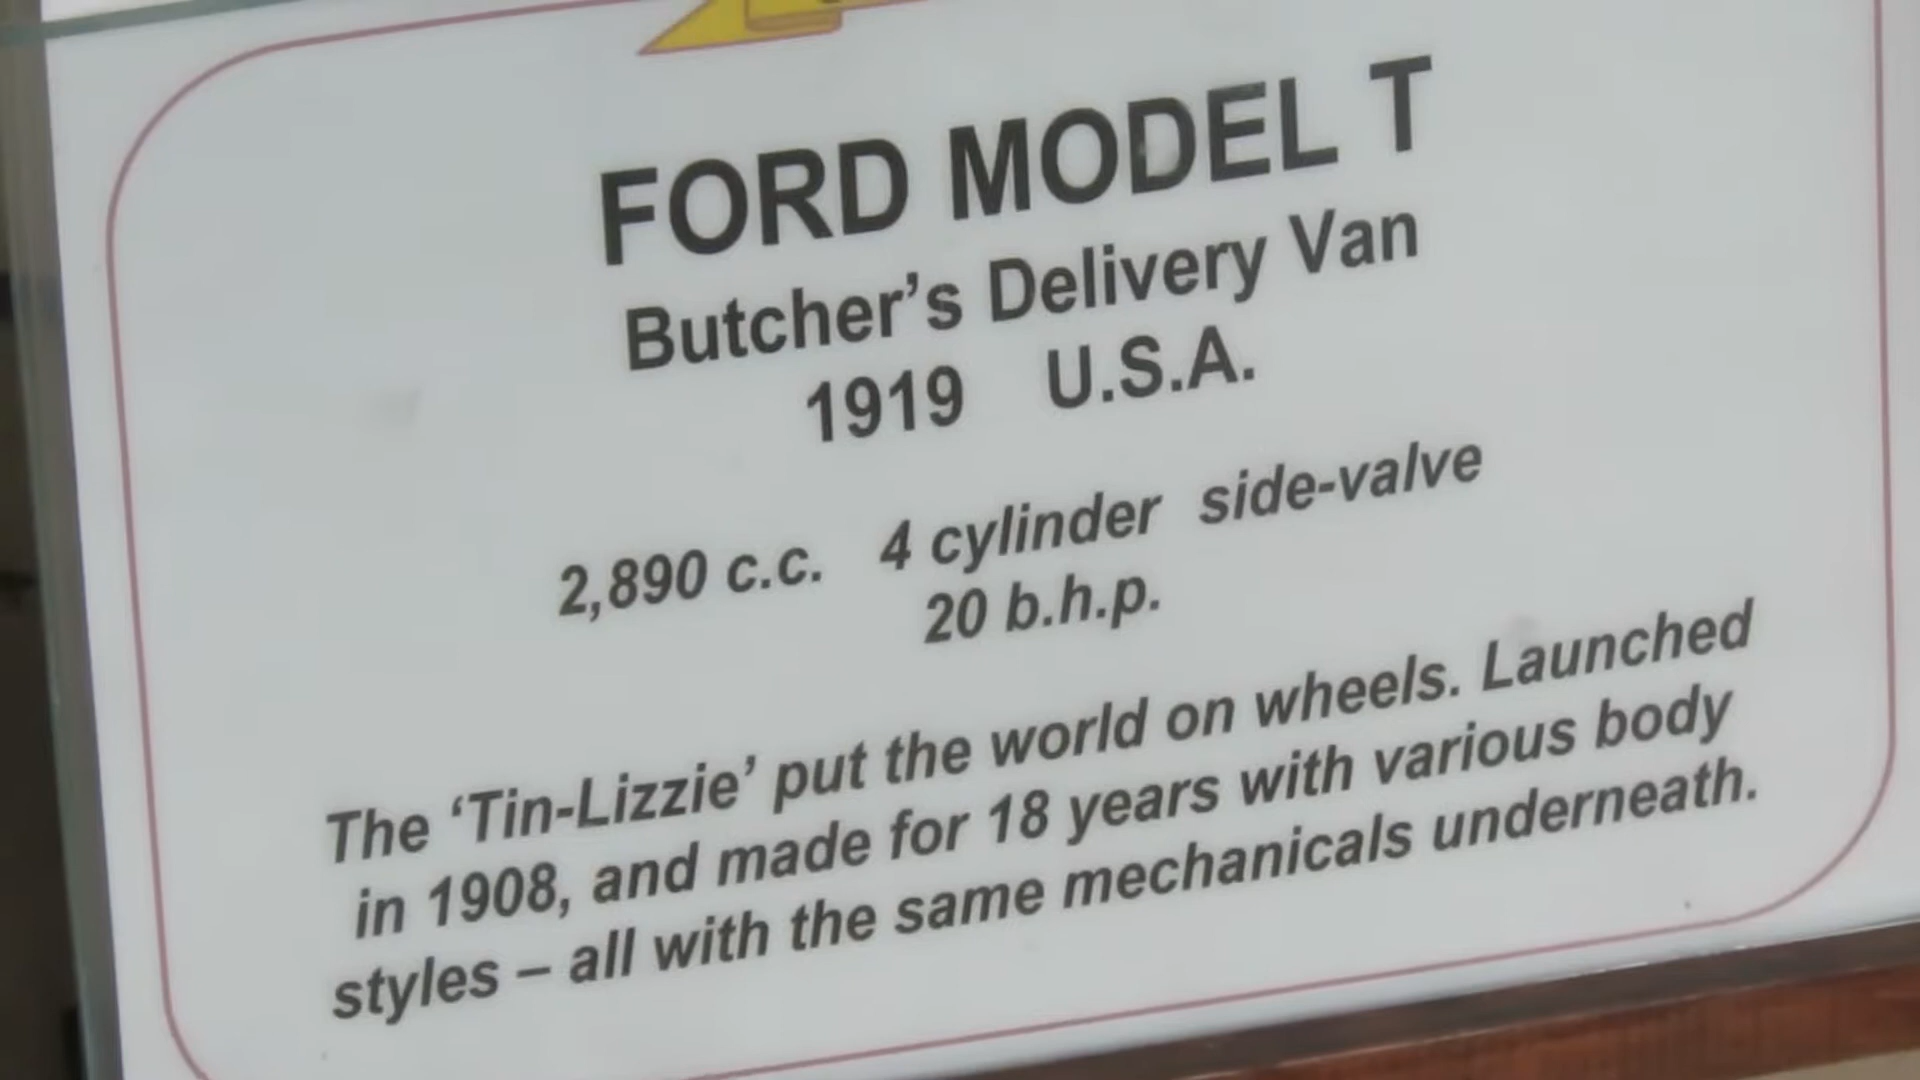 FORD MODEL T
Butcher’s Delivery Van
1919 U.S.A.
2,890 c.c. 4 cylinder side-valve
20 b.h.p.
The ‘Tin-Lizzie’ put the world on wheels. Launched
in 1908, and made for 18 years with various body
styles – all with the same mechanicals underneath.